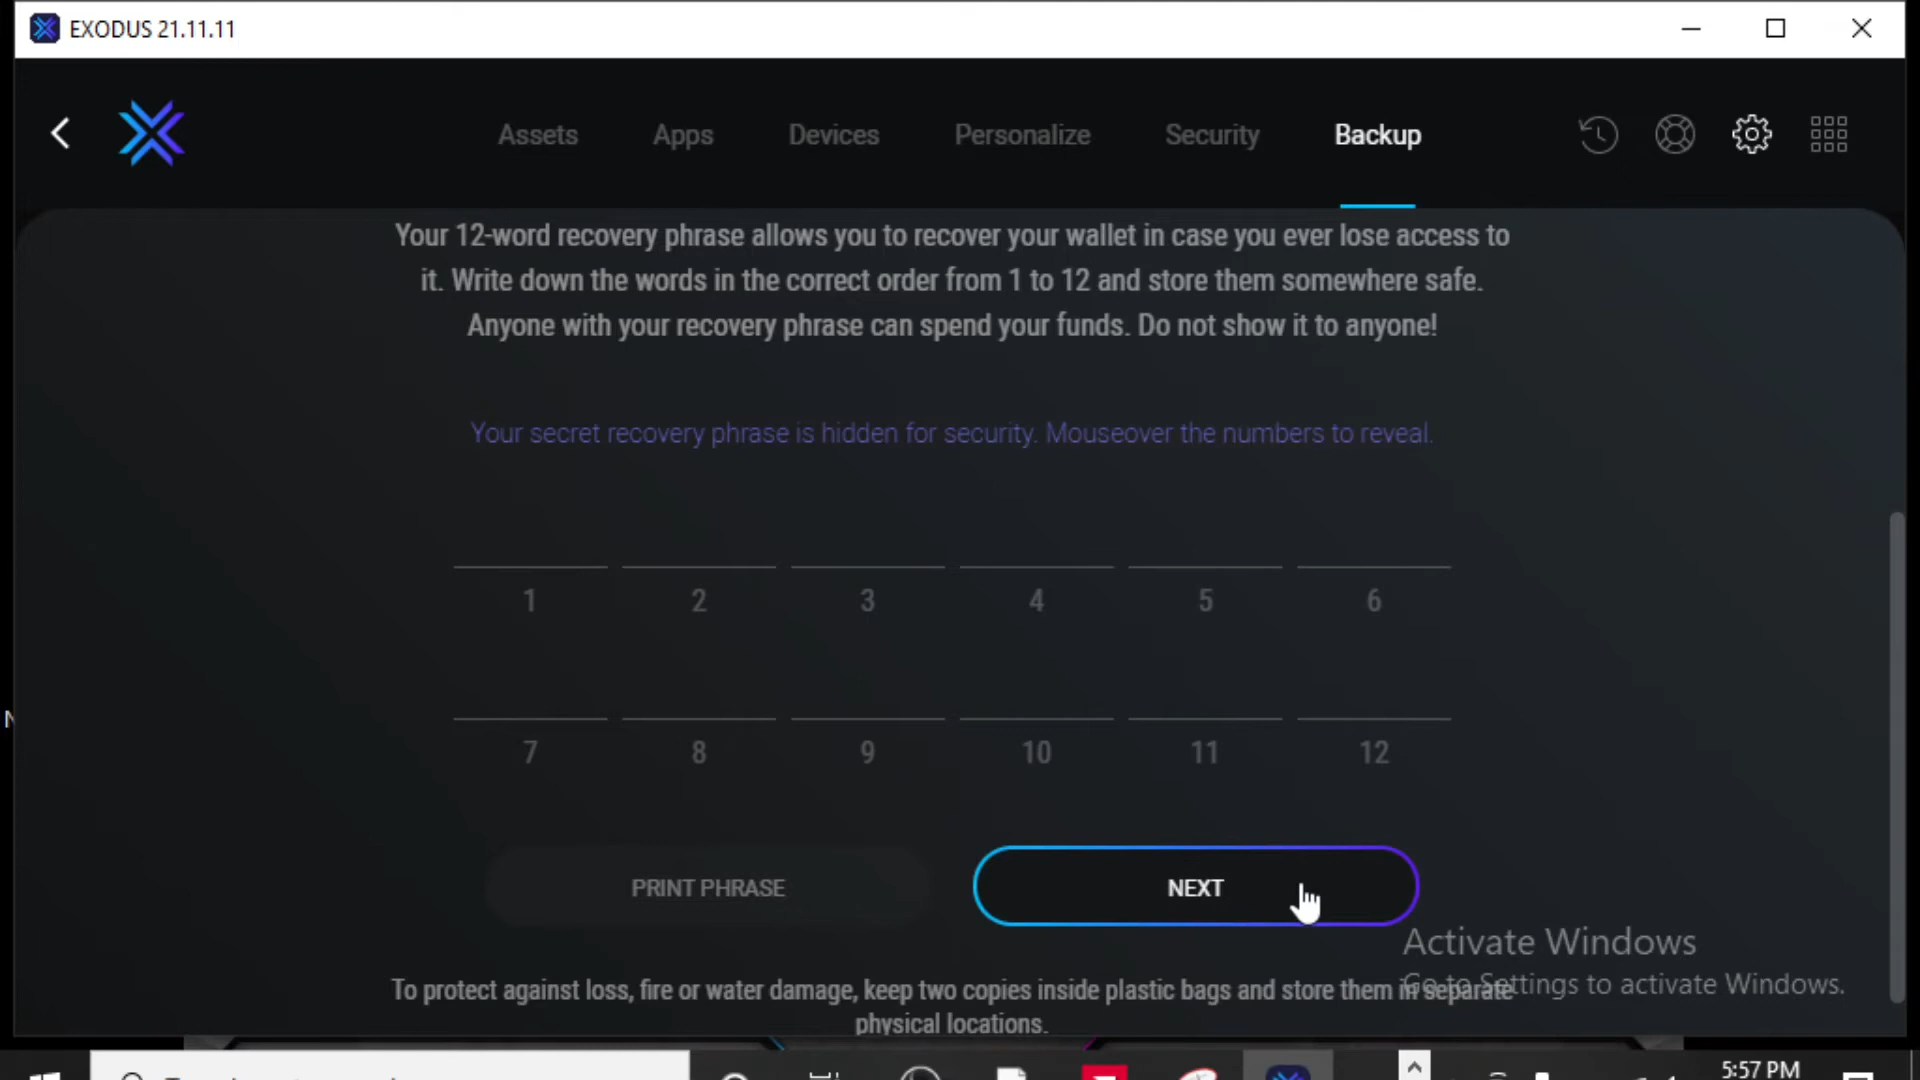 EXODUS 21.11.11
Assets Apps Devices Personalize Security Backup
Your 12-word recovery phrase allows you to recover your wallet in case you ever lose access to
it. Write down the words in the correct order from 1 to 12 and store them somewhere safe.
Anyone with your recovery phrase can spend your funds. Do not show it to anyone!
Your secret recovery phrase is hidden for security. Mouseover the numbers to reveal.
1 2 3 4 5 6
N
7 8 9 10 11 12
PRINT PHRASE NEXT
Activate Windows
Go to Settings to activate Windows.
To protect against loss, fire or water damage, keep two copies inside plastic bags and store them in separate
physical locations.
5:57 PM